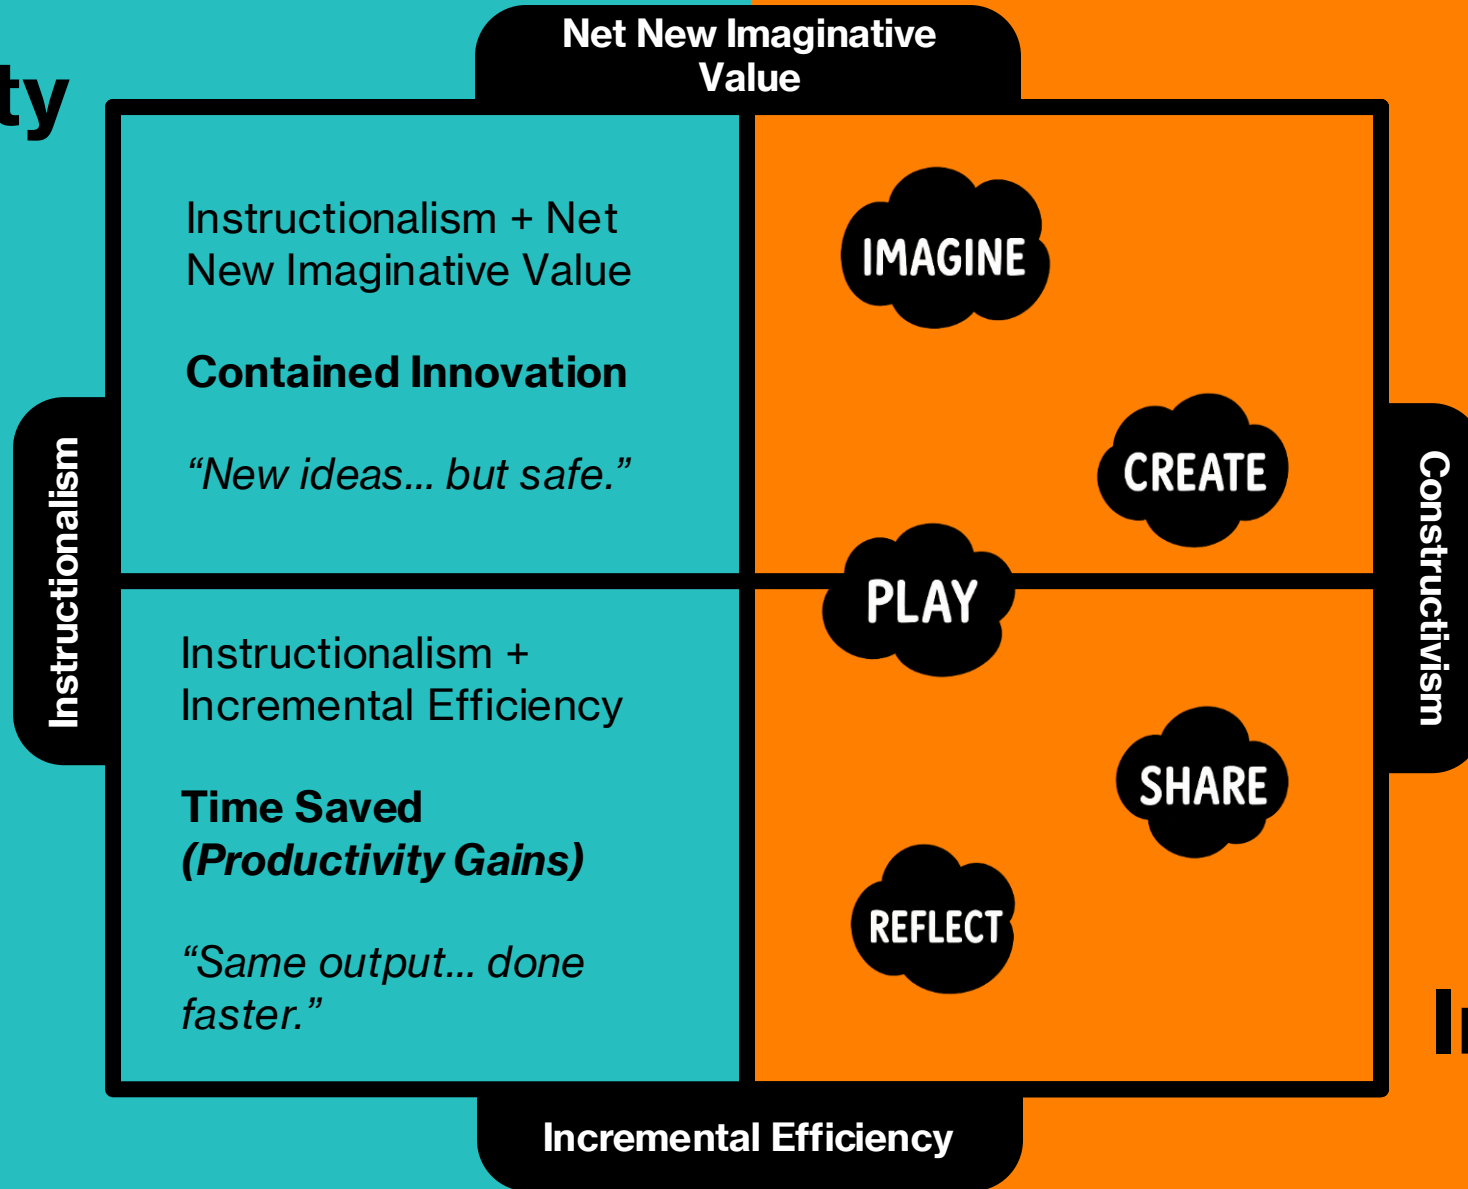 Net New Imaginative
Value
ty
Instructionalism + Net
New Imaginative Value
Contained Innovation
“New ideas... but safe.”
IMAGINE
CREATE
Instructionalism
Constructivism
PLAY
Instructionalism +
Incremental Efficiency
Time Saved
(Productivity Gains)
“Same output... done
faster.”
SHARE
REFLECT
Incremental Efficiency